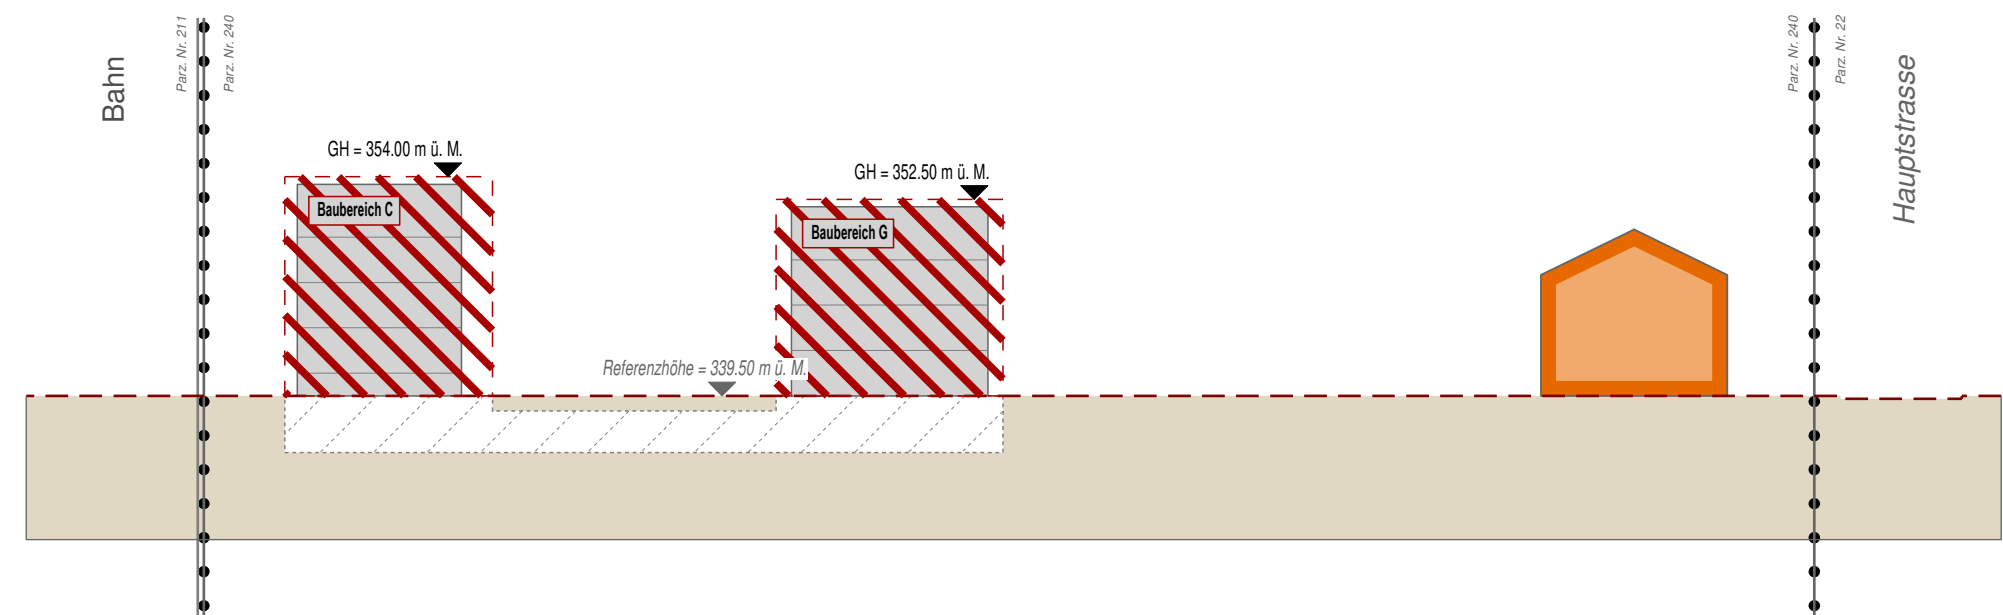 Bahn
Parz. Nr. 211
Parz. Nr. 240
Parz. Nr. 240
Parz. Nr. 22
Hauptstrasse
GH = 354.00 m ü. M.
GH = 352.50 m ü. M.
Baubereich C
Baubereich G
Referenzhöhe = 339.50 m ü. M.